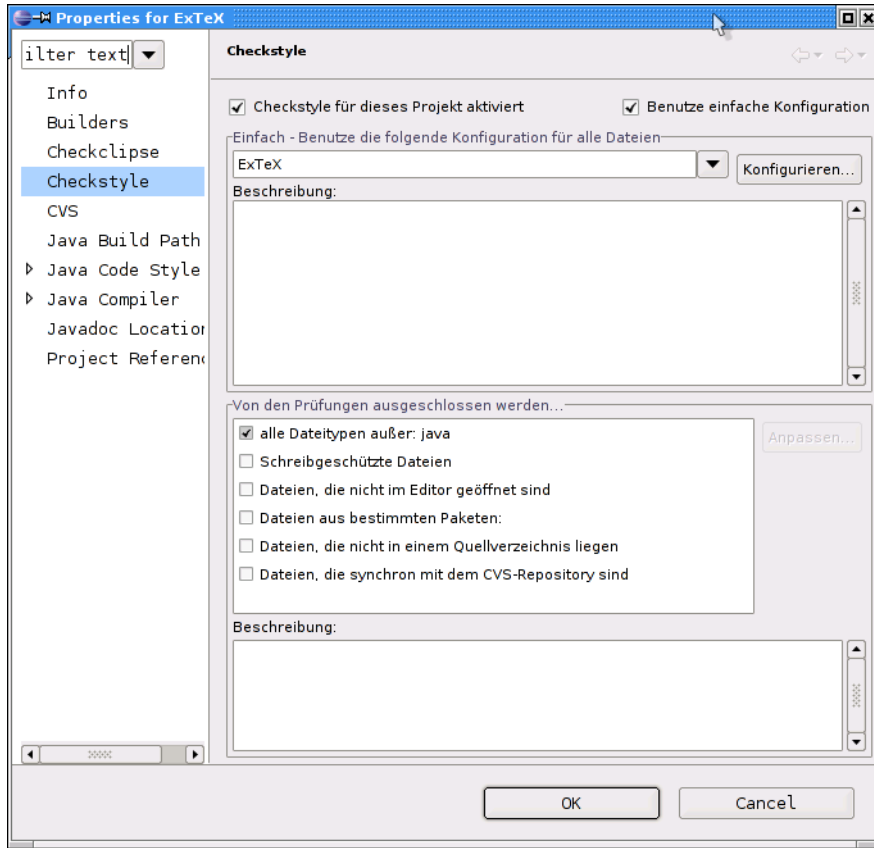 Properties for ExTeX
ilter text
Info
Builders
Checkclipse
Checkstyle
CVS
Java Build Path
Java Code Style
Java Compiler
Javadoc Location
Project Referenc
Checkstyle
Checkstyle für dieses Projekt aktiviert
Benutze einfache Konfiguration
Einfach - Benutze die folgende Konfiguration für alle Dateien
ExTeX
Konfigurieren...
Beschreibung:
Von den Prüfungen ausgeschlossen werden...
alle Dateitypen außer: java
Anpassen...
Schreibgeschützte Dateien
Dateien, die nicht im Editor geöffnet sind
Dateien aus bestimmten Paketen:
Dateien, die nicht in einem Quellverzeichnis liegen
Dateien, die synchron mit dem CVS-Repository sind
Beschreibung:
OK
Cancel